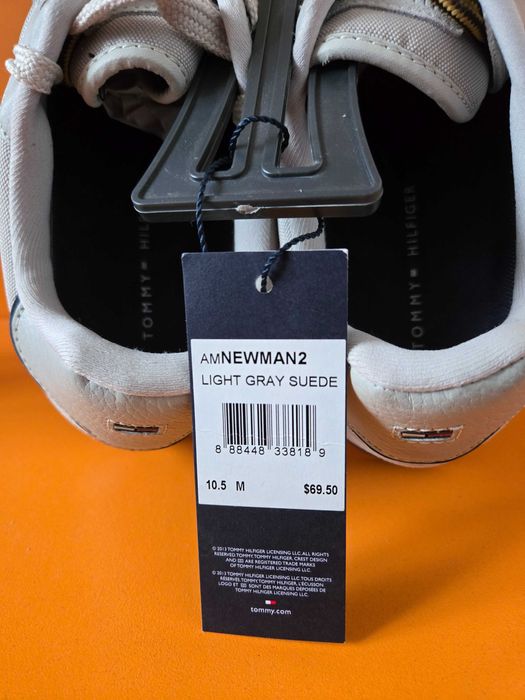 TOMMY HILFIGER
TOMMY HILFIGER
AMNEWMAN2
LIGHT GRAY SUEDE
8 88448 33818 9
10.5 M $69.50
© 2013 TOMMY HILFIGER LICENSING LLC. ALL RIGHTS
RESERVED. TOMMY, TOMMY HILFIGER, CREST DESIGN
AND ARE REGISTERED TRADE MARKS
OF TOMMY HILFIGER LICENSING LLC.
© 2013 TOMMY HILFIGER LICENSING LLC. TOUS DROITS
RÉSERVÉS, TOMMY, TOMMY HILFIGER, L'ÉCUSSON
LOGO ET SONT DES MARQUES DÉPOSÉES DE
TOMMY HILFIGER LICENSING LLC.
tommy.com